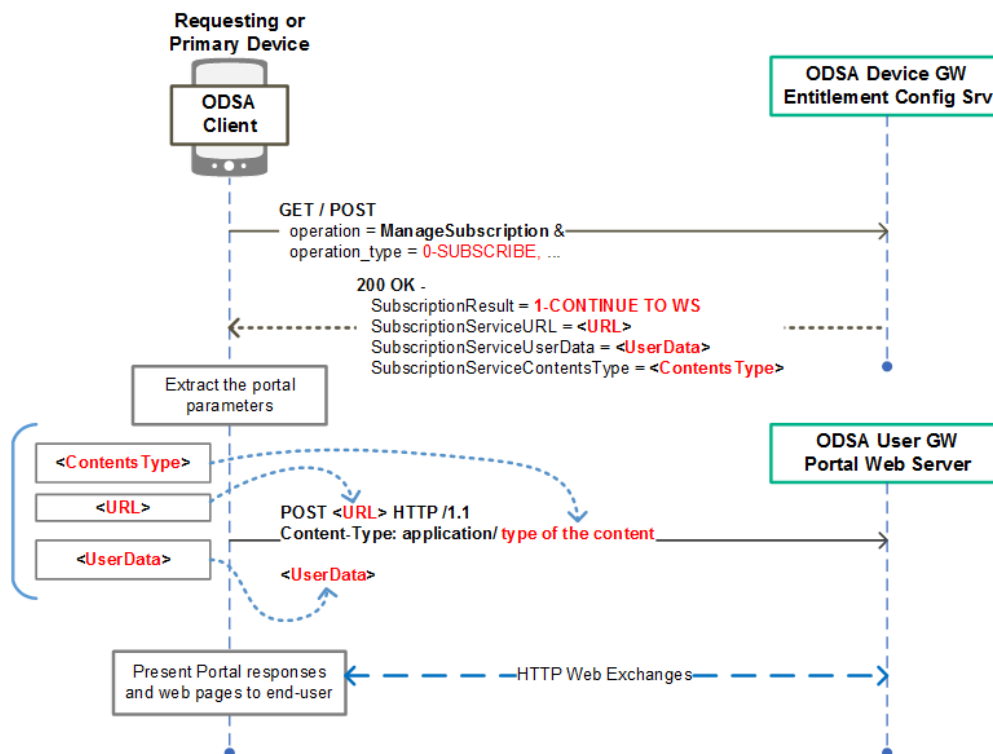 Requesting or
Primary Device
ODSA
Client
ODSA Device GW
Entitlement Config Srv
GET / POST
operation = ManageSubscription &
operation_type = 0-SUBSCRIBE, ...
200 OK -
SubscriptionResult = 1-CONTINUE TO WS
SubscriptionServiceURL = <URL>
SubscriptionServiceUserData = <UserData>
SubscriptionServiceContentsType = <ContentsType>
Extract the portal
parameters
ODSA User GW
Portal Web Server
<ContentsType>
<URL>
<UserData>
POST <URL> HTTP /1.1
Content-Type: application/ type of the content
<UserData>
Present Portal responses
and web pages to end-user
HTTP Web Exchanges